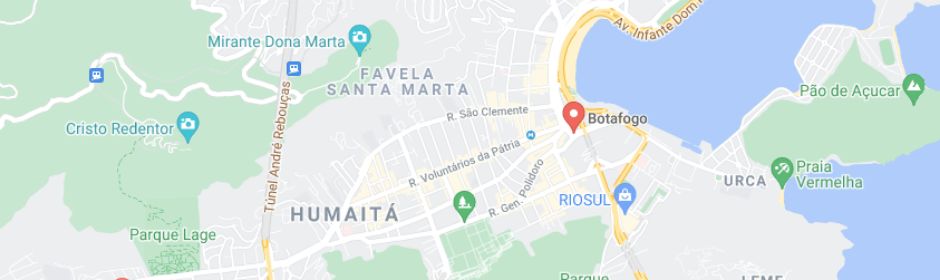 Av. Infante Dom
Mirante Dona Marta
FAVELA
SANTA MARTA
Pão de Açucar
R. São Clemente
Botafogo
Cristo Redentor
Túnel André Rebouças
R. Voluntários da Pátria
Praia
Vermelha
R. Gen. Polidoro
URCA
RIOSUL
HUMAITÁ
Parque Lage
Parque
LEME